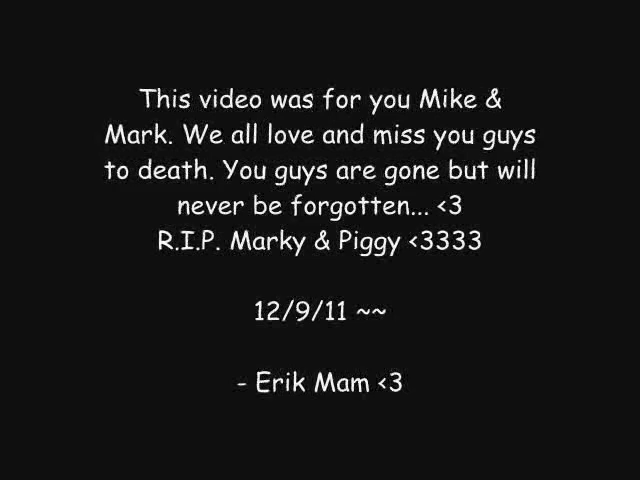 This video was for you Mike &
Mark. We all love and miss you guys
to death. You guys are gone but will
never be forgotten... <3
R.I.P. Marky & Piggy <3333
12/9/11 ~~
- Erik Mam <3